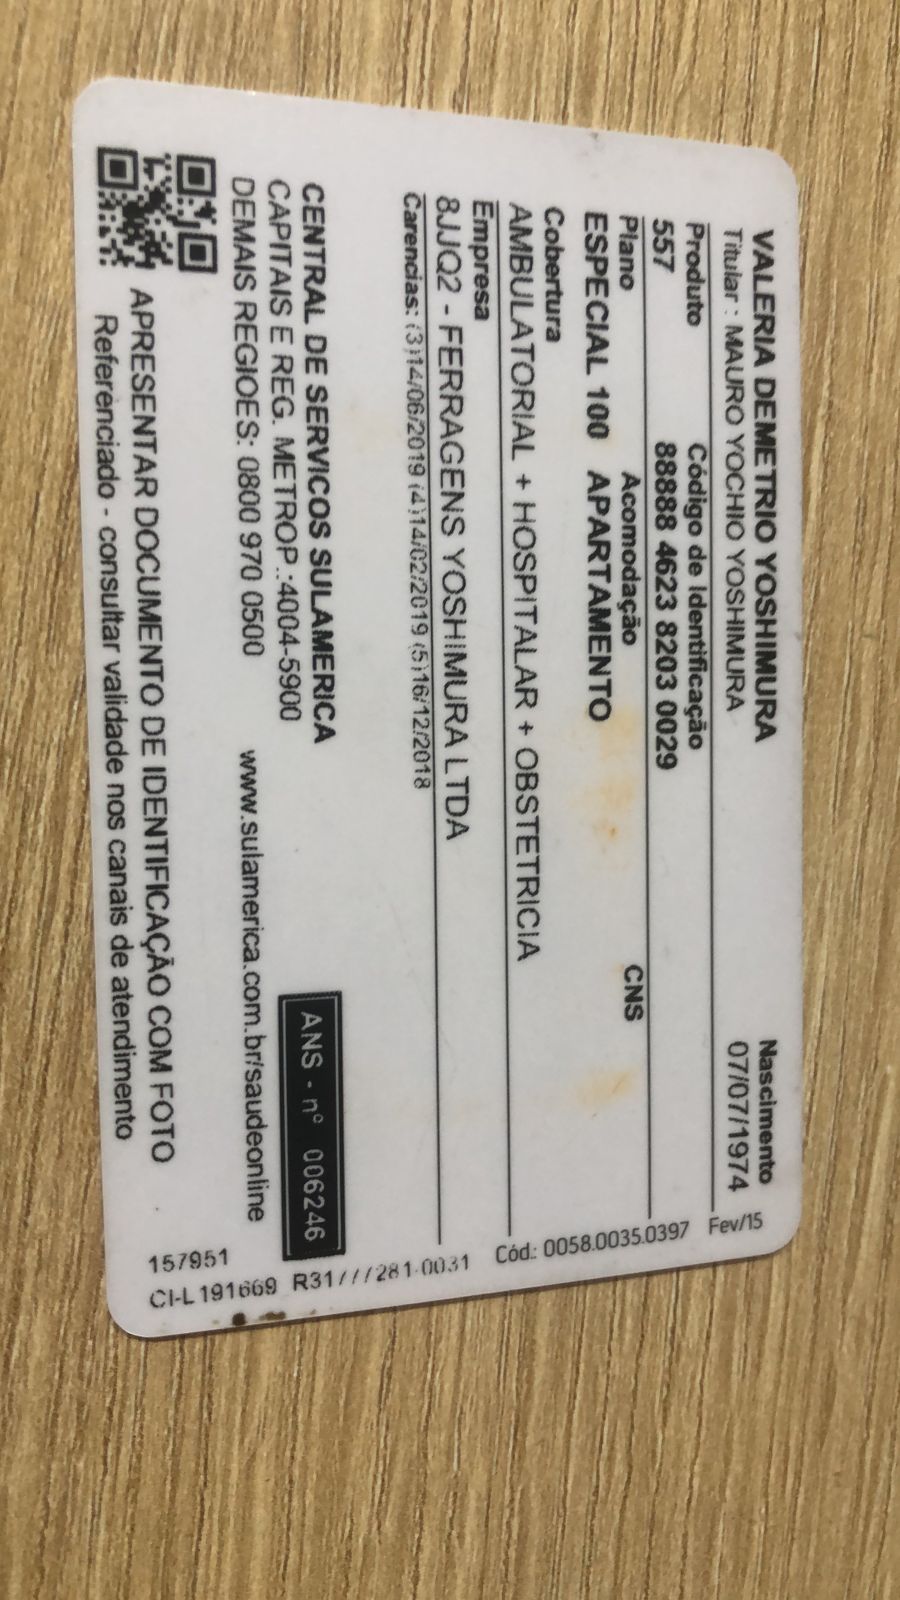 VALERIA DEMETRIO YOSHIMURA
Titular : MAURO YOCHIO YOSHIMURA
Nascimento
07/07/1974
Produto Código de Identificação
557 88888 4623 8203 0029
Plano Acomodação CNS
ESPECIAL 100 APARTAMENTO
Cobertura
AMBULATORIAL + HOSPITALAR + OBSTETRICIA
Empresa
8JJQ2 - FERRAGENS YOSHIMURA LTDA
Carencias: (3)14/06/2019 (4)14/02/2019 (5)16/12/2018
CENTRAL DE SERVICOS SULAMERICA
CAPITAIS E REG. METROP.:4004-5900
DEMAIS REGIOES: 0800 970 0500 www.sulamerica.com.br/saudeonline
ANS - nº 006246
APRESENTAR DOCUMENTO DE IDENTIFICAÇÃO COM FOTO
Referenciado - consultar validade nos canais de atendimento
Cód.: 0058.0035.0397 Fev/15
157951
CI-L191669 R31///281-0031